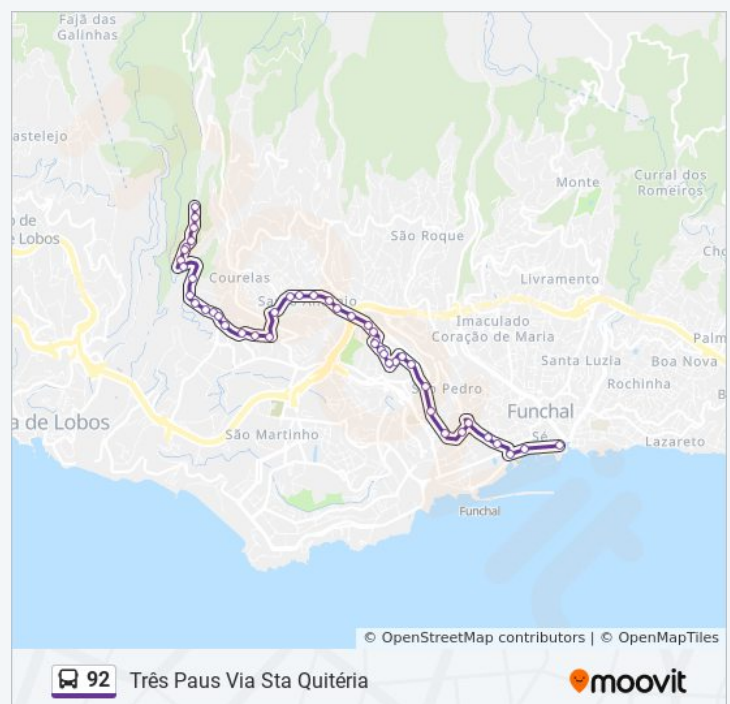 Fajã das
Galinhas
astelejo
Curral dos
Romeiros
Monte
o de
e Lobos
São Roque
Cho
Courelas
Livramento
Santo António
Imaculado
Coração de Maria
Palm
Santa Luzia
Boa Nova
Rochinha
São Pedro
B
Funchal
a de Lobos
São Martinho
Sé
Lazareto
Funchal
© OpenStreetMap contributors | © OpenMapTiles
92 Três Paus Via Sta Quitéria
moovit